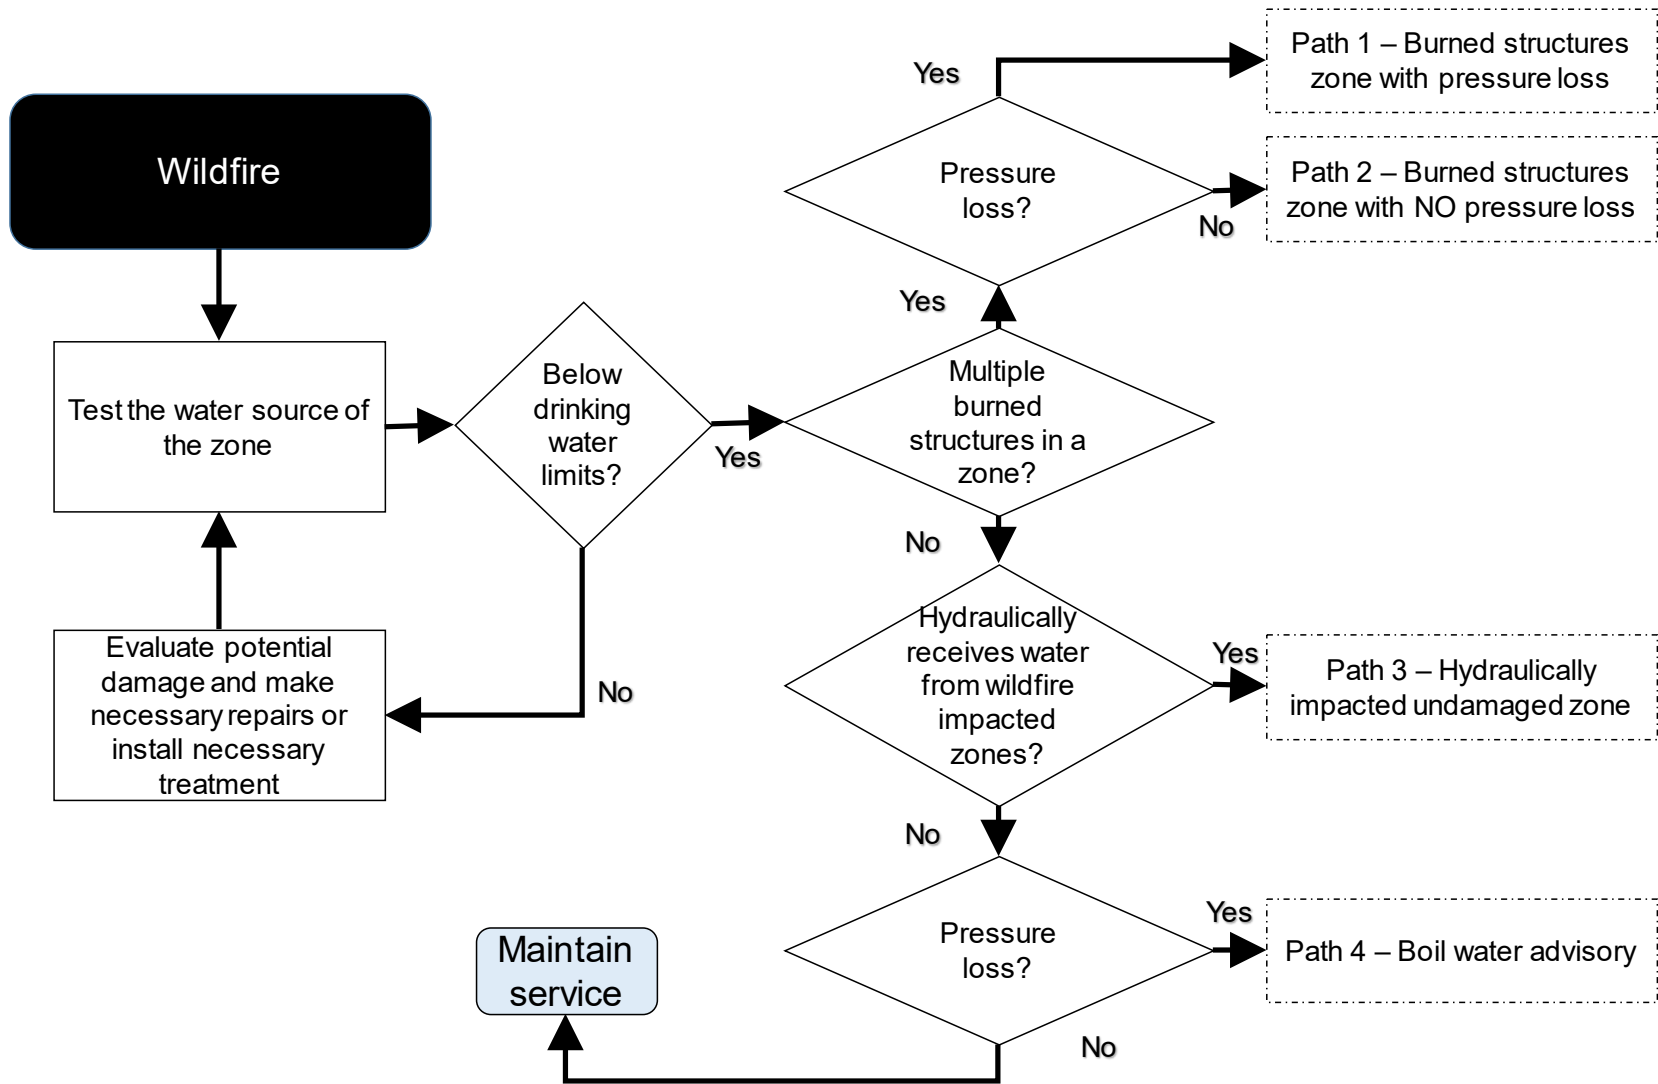 Wildfire
Test the water source of
the zone
Evaluate potential
damage and make
necessary repairs or
install necessary
treatment
Below
drinking
water
limits?
Yes
No
Multiple
burned
structures in a
zone?
Yes
No
Pressure
loss?
Yes
No
Path 1 – Burned structures
zone with pressure loss
Path 2 – Burned structures
zone with NO pressure loss
Hydraulically
receives water
from wildfire
impacted
zones?
Yes
No
Path 3 – Hydraulically
impacted undamaged zone
Pressure
loss?
Yes
No
Path 4 – Boil water advisory
Maintain
service